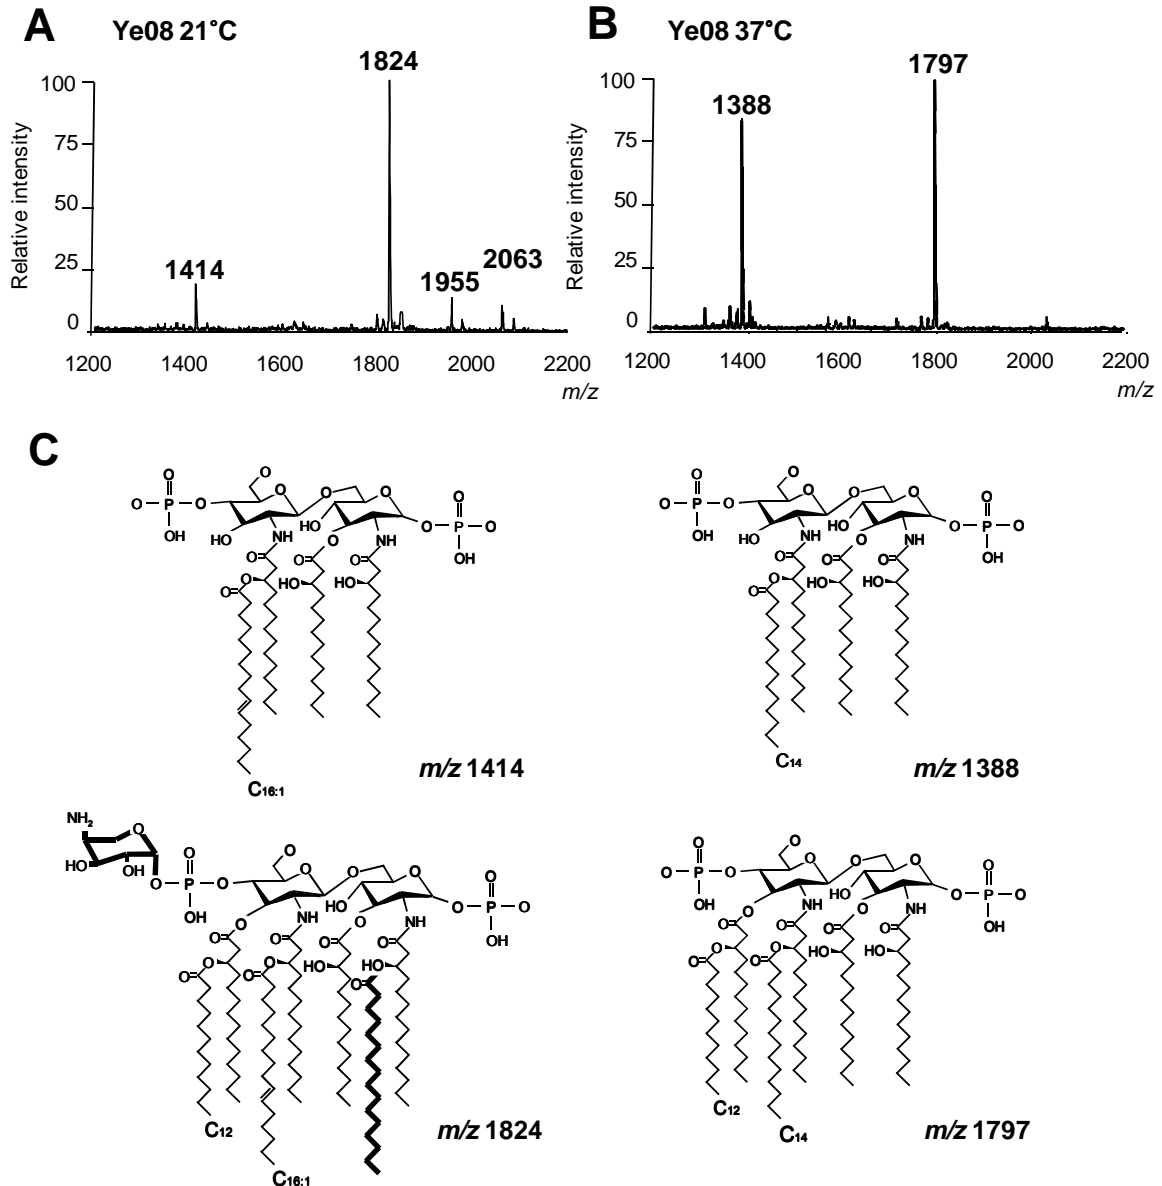 A
Ye08 21°C
B
Ye08 37°C
Relative intensity
100
75
50
25
0
1824
1414
1955
2063
1200
1400
1600
1800
2000
2200
m/z
Relative intensity
100
75
50
25
0
1388
1797
1200
1400
1600
1800
2000
2200
m/z
C
O
O
O P O
OH
O
O
O
HO
NH
HO
O
O
NH
O
O P O
OH
O
O
O
O
HO
O
HO
C16:1
m/z 1414
O
O
O P O
OH
O
O
O
HO
NH
HO
O
O
NH
O
O P O
OH
O
O
O
O
HO
O
HO
C14
m/z 1388
NH2
O
HO
OH
O
O
P
OH
O
O
O
O
O
HO
O
O
NH
O
NH
O
O P O
OH
O
O
O
O
O
O
O
O
HO
HO
O
C12
C16:1
m/z 1824
O
O P O
OH
O
O
O
O
HO
O
O
NH
O
NH
O
O P O
OH
O
O
O
O
O
O
O
O
HO
HO
C12
C14
m/z 1797